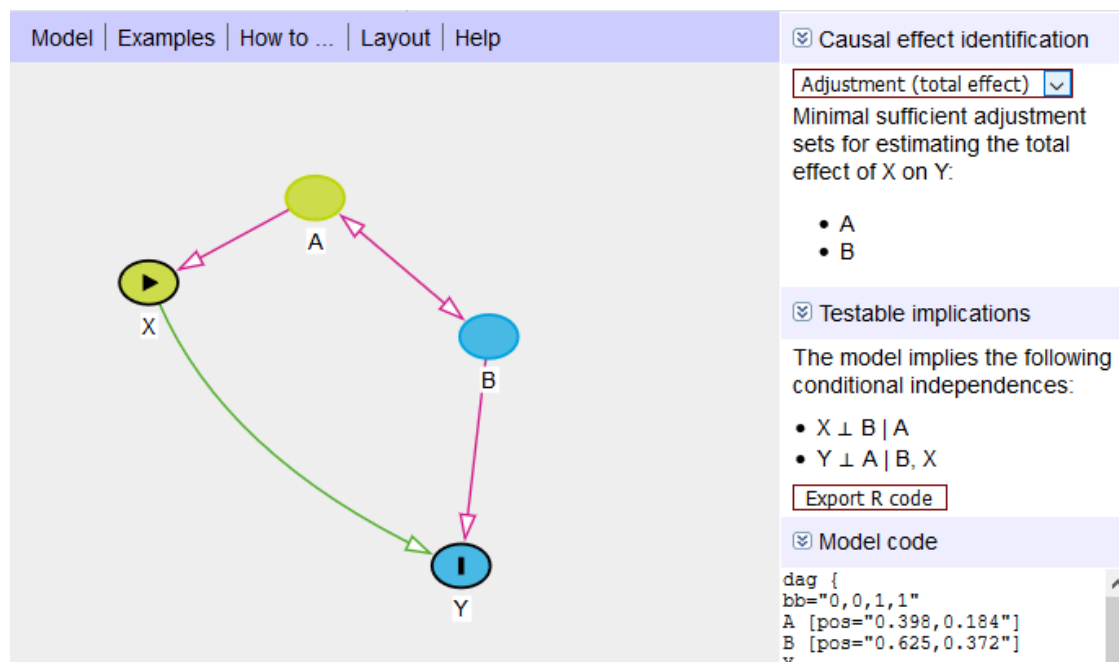 Model | Examples | How to ... | Layout | Help
A
X
B
Y
Causal effect identification
Adjustment (total effect)
Minimal sufficient adjustment
sets for estimating the total
effect of X on Y:
• A
• B
Testable implications
The model implies the following
conditional independences:
• X ⊥ B | A
• Y ⊥ A | B, X
Export R code
Model code
dag {
bb="0,0,1,1"
A [pos="0.398,0.184"]
B [pos="0.625,0.372"]